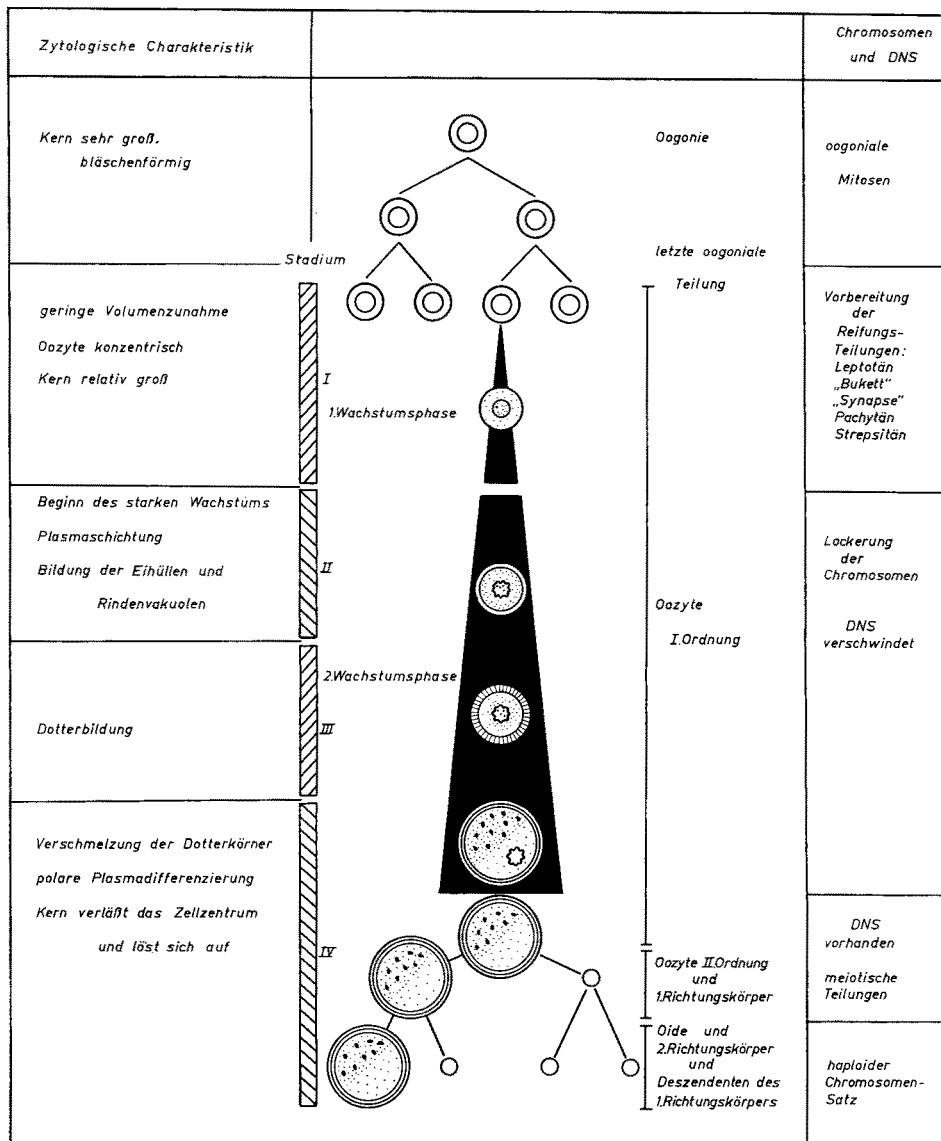 Zytologische Charakteristik
Chromosomen
und DNS
Kern sehr groß,
bläschenförmig
Oogonie
oogoniale
Mitosen
Stadium
letzte oogoniale
Teilung
geringe Volumenzunahme
Oozyte konzentrisch
Kern relativ groß
I
1.Wachstumsphase
Vorbereitung
der
Reifungs-
Teilungen:
Leptotän
„Bukett"
„Synapse"
Pachytän
Strepsitän
Beginn des starken Wachstums
Plasmaschichtung
Bildung der Eihüllen und
Rindenvakuolen
II
Oozyte
I.Ordnung
Lockerung
der
Chromosomen
DNS
verschwindet
2.Wachstumsphase
Dotterbildung
III
Verschmelzung der Dotterkörner
polare Plasmadifferenzierung
Kern verläßt das Zellzentrum
und löst sich auf
IV
Oozyte II.Ordnung
und
1.Richtungskörper
DNS
vorhanden
meiotische
Teilungen
Oide und
2.Richtungskörper
und
Deszendenten des
1.Richtungskörpers
haploider
Chromosomen-
Satz